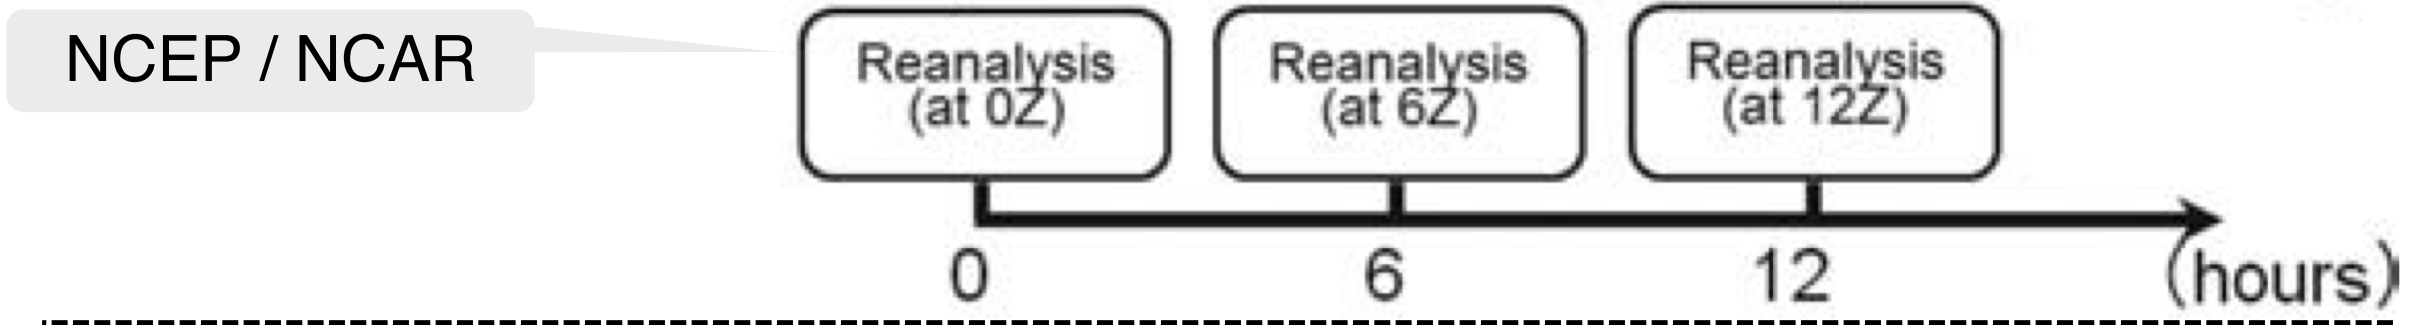 NCEP / NCAR
Reanalysis
(at 0Z)
Reanalysis
(at 6Z)
Reanalysis
(at 12Z)
0
6
12
(hours)